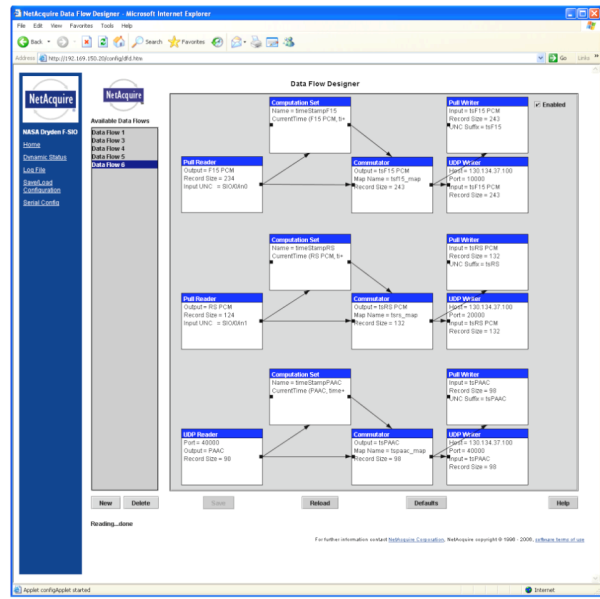 NetAcquire Data Flow Designer - Microsoft Internet Explorer
File Edit View Favorites Tools Help
Back Search Favorites
Address http://192.169.150.20/config/dfd.htm Go Links »
NetAcquire
NASA Dryden F-SIO
Home
Dynamic Status
Log File
Save/Load
Configuration
Serial Config
NetAcquire
Available Data Flows
Data Flow 1
Data Flow 3
Data Flow 4
Data Flow 5
Data Flow 6
Data Flow Designer
Enabled
Computation Set
Name = timeStampF15
CurrentTime (F15 PCM, ti+
Pull Writer
Input = tsF15 PCM
Record Size = 243
UNC Suffix = tsF15
Pull Reader
Output = F15 PCM
Record Size = 234
Input UNC = SIO/0/In0
Commutator
Output = tsF15 PCM
Map Name = tsf15_map
Record Size = 243
UDP Writer
Host = 130.134.37.100
Port = 10000
Input = tsF15 PCM
Record Size = 243
Computation Set
Name = timeStampRS
CurrentTime (RS PCM, ti+
Pull Writer
Input = tsRS PCM
Record Size = 132
UNC Suffix = tsRS
Pull Reader
Output = RS PCM
Record Size = 124
Input UNC = SIO/0/In1
Commutator
Output = tsRS PCM
Map Name = tsrs_map
Record Size = 132
UDP Writer
Host = 130.134.37.100
Port = 20000
Input = tsRS PCM
Record Size = 132
Computation Set
Name = timeStampPAAC
CurrentTime (PAAC, time+
Pull Writer
Input = tsPAAC
Record Size = 98
UNC Suffix = tsPAAC
UDP Reader
Port = 40000
Output = PAAC
Record Size = 90
Commutator
Output = tsPAAC
Map Name = tspaac_map
Record Size = 98
UDP Writer
Host = 130.134.37.100
Port = 40000
Input = tsPAAC
Record Size = 98
New Delete Save Reload Defaults Help
Reading...done
For further information contact NetAcquire Corporation. NetAcquire copyright © 1996 - 2006, software terms of use
Applet configApplet started Internet